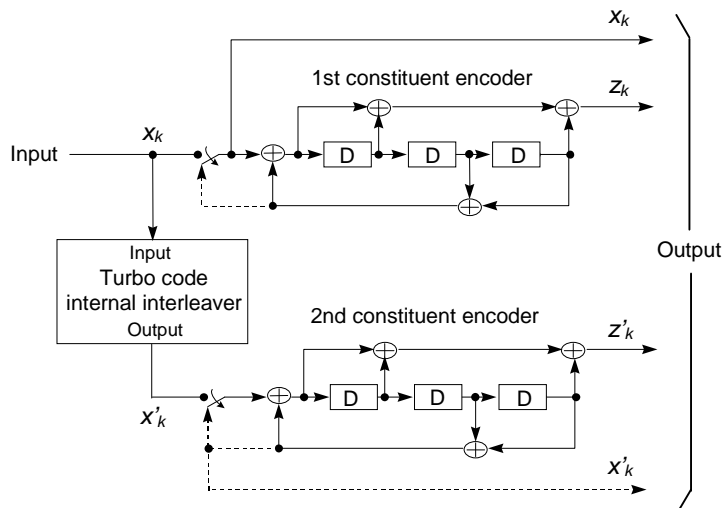 x_k
1st constituent encoder
z_k
x_k
Input
D D D
Input
Turbo code
internal interleaver
Output
Output
2nd constituent encoder
z'_k
D D D
x'_k
x'_k